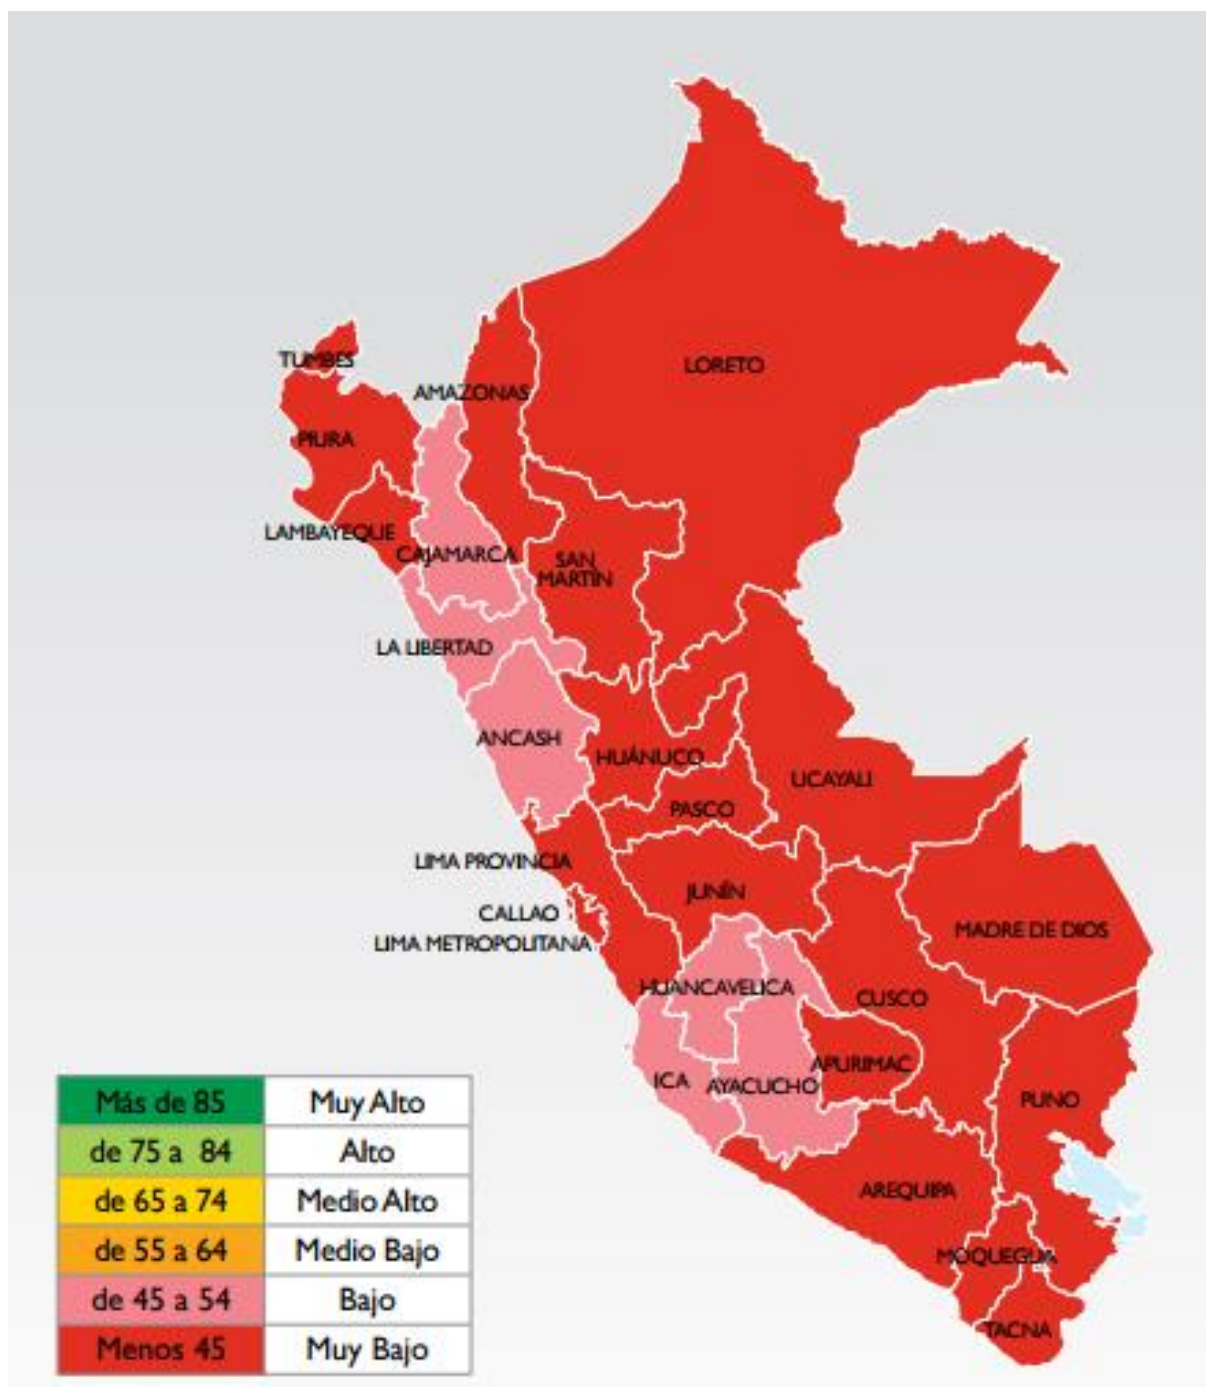 LORETO
TUMBES
AMAZONAS
PIURA
LAMBAYEQUE
CAJAMARCA
SAN
MARTÍN
LA LIBERTAD
ANCASH
HUÁNUCO
UCAYALI
PASCO
LIMA PROVINCIA
JUNÍN
CALLAO
MADRE DE DIOS
LIMA METROPOLITANA
HUANCAVELICA
CUSCO
APURIMAC
ICA
AYACUCHO
PUNO
AREQUIPA
MOQUEGUA
TACNA
Más de 85 Muy Alto
de 75 a 84 Alto
de 65 a 74 Medio Alto
de 55 a 64 Medio Bajo
de 45 a 54 Bajo
Menos 45 Muy Bajo